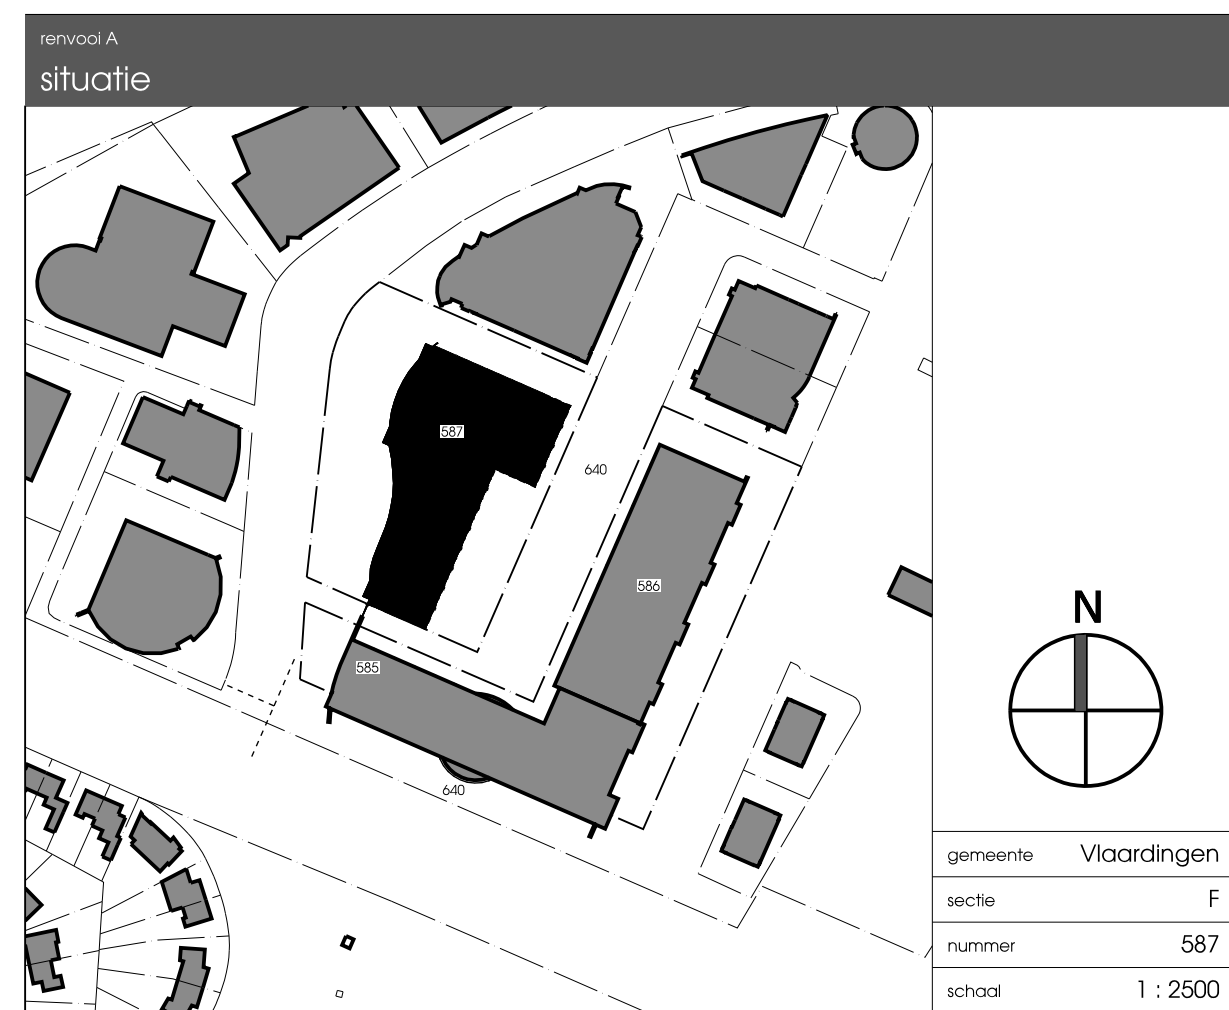 renvooi A
situatie
587
640
586
N
585
640
gemeente Vlaardingen
sectie F
nummer 587
schaal 1 : 2500